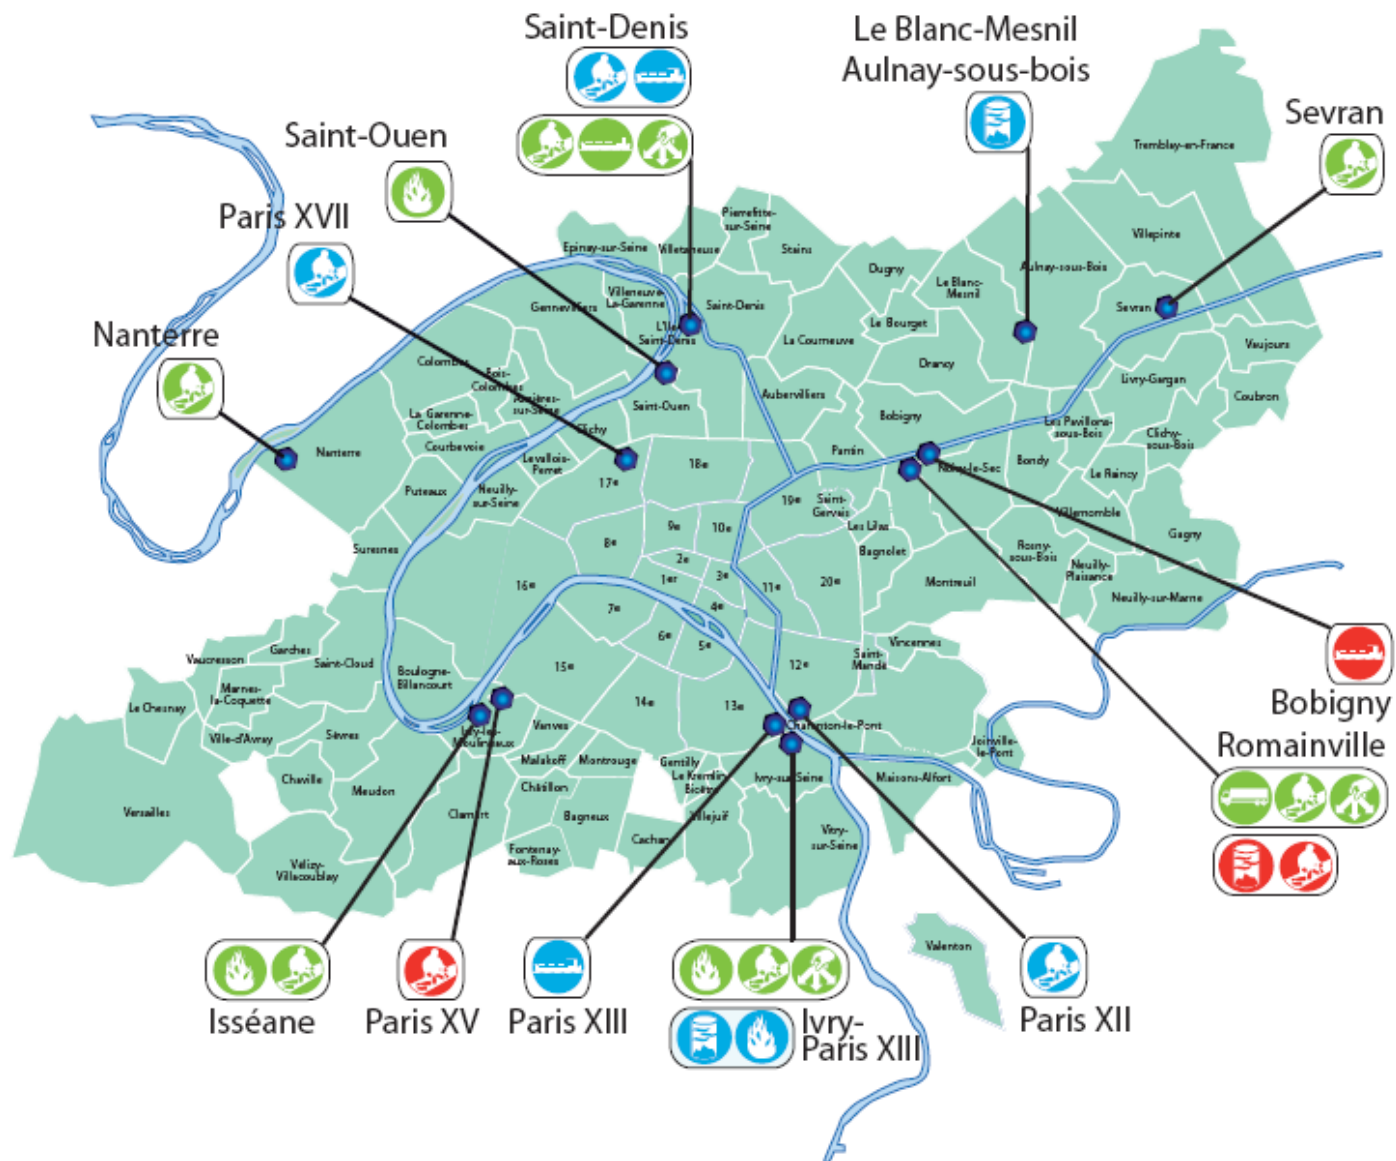 Saint-Denis
Le Blanc-Mesnil
Aulnay-sous-bois
Sevran
Saint-Ouen
Paris XVII
Nanterre
Tremblay-en-France
Pierrefitte-
sur-Seine
Epinay-sur-Seine
Villetaneuse
Stains
Villepinte
Dugny
Aulnay-sous-Bois
Le Blanc-
Mesnil
Villeneuve-
La-Garenne
Gennevilliers
Saint-Denis
Sevran
Le Bourget
L'Ile-
Saint-Denis
La Courneuve
Vaujours
Colombes
Drancy
Bois-
Colombes
Livry-Gargan
Asnières-
sur-Seine
Aubervilliers
Coubron
Saint-Ouen
La Garenne-
Colombes
Bobigny
Les Pavillons-
sous-Bois
Clichy
Clichy-
sous-Bois
Courbevoie
Nanterre
Pantin
Levallois-
Perret
18e
Bondy
Noisy-le-Sec
Le Raincy
17e
Puteaux
Neuilly-
sur-Seine
19e
Saint-
Gervais
Villemomble
9e
10e
Les Lilas
Gagny
8e
Suresnes
Bagnolet
Rosny-
sous-Bois
2e
1er
3e
Neuilly-
Plaisance
16e
11e
20e
Montreuil
Neuilly-sur-Marne
7e
4e
6e
5e
Vincennes
Garches
Vaucresson
Saint-Cloud
Saint-
Mandé
15e
12e
Boulogne-
Billancourt
Marnes-
la-Coquette
14e
13e
Le Chesnay
Charenton-le-Pont
Vanves
Ville-d'Avray
Sèvres
Issy-les-
Moulineaux
Joinville-
le-Pont
Malakoff
Montrouge
Gentilly
Le Kremlin
Bicêtre
Ivry-sur-Seine
Maisons-Alfort
Chaville
Meudon
Châtillon
Versailles
Clamart
Bagneux
Villejuif
Cachan
Vitry-
sur-Seine
Fontenay-
aux-Roses
Vélizy-
Villacoublay
Valenton
Bobigny
Romainville
Isséane
Paris XV
Paris XIII
Ivry-
Paris XIII
Paris XII